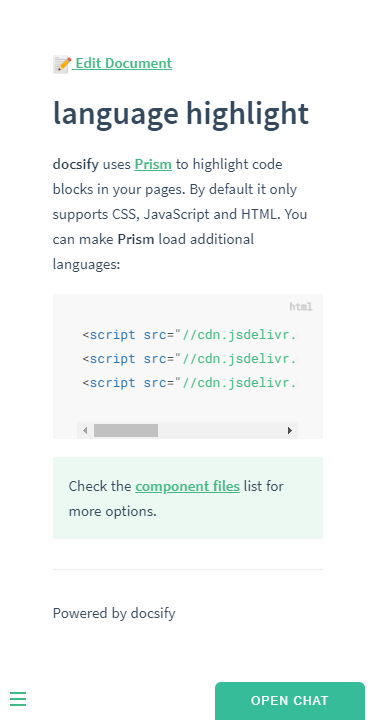 Edit Document
language highlight
docsify uses Prism to highlight code
blocks in your pages. By default it only
supports CSS, JavaScript and HTML. You
can make Prism load additional
languages:
html
<script src="//cdn.jsdelivr.
<script src="//cdn.jsdelivr.
<script src="//cdn.jsdelivr.
Check the component files list for
more options.
Powered by docsify
OPEN CHAT